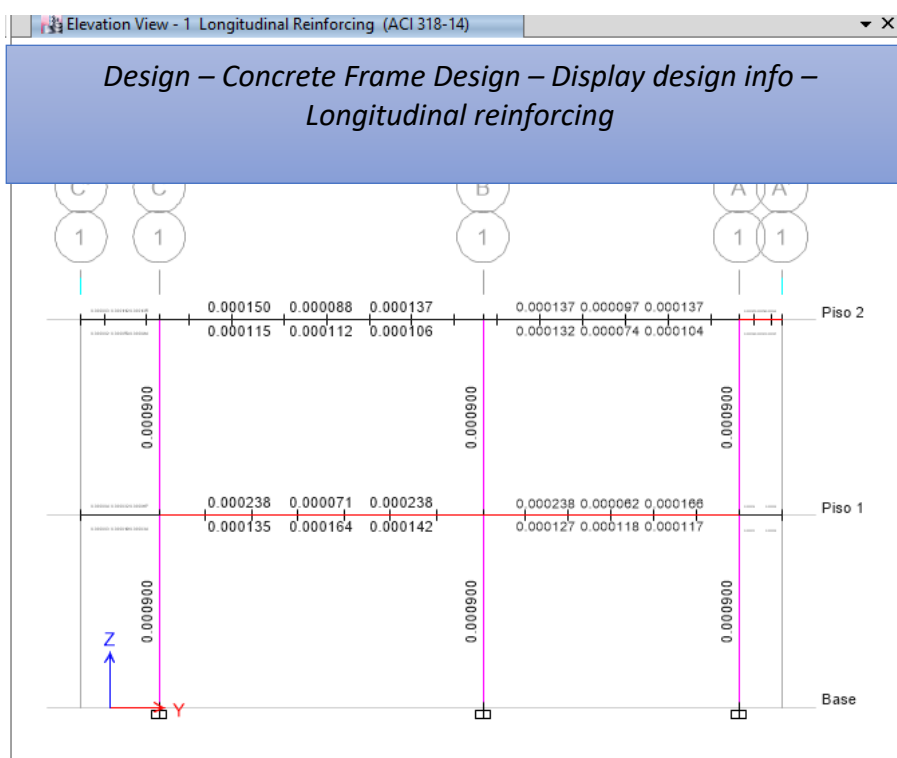 Elevation View - 1 Longitudinal Reinforcing (ACI 318-14)
Design – Concrete Frame Design – Display design info –
Longitudinal reinforcing
C' C B A A'
1 1 1 1 1
0.000150 0.000088 0.000137 0.000137 0.000097 0.000137
Piso 2
0.000115 0.000112 0.000106 0.000132 0.000074 0.000104
0.000900 0.000900 0.000900
0.000238 0.000071 0.000238 0.000238 0.000062 0.000166
Piso 1
0.000135 0.000164 0.000142 0.000127 0.000118 0.000117
0.000900 0.000900 0.000900
Z
Y
Base